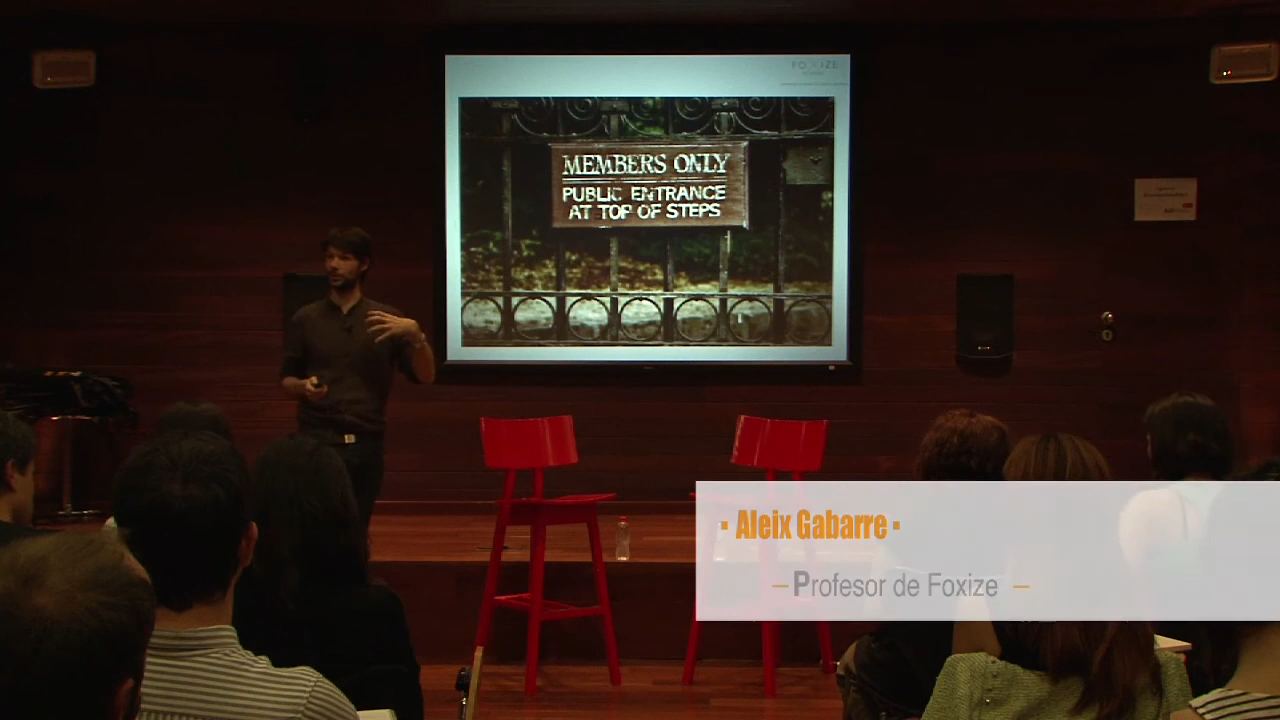 FOXIZE
MEMBERS ONLY
PUBLIC ENTRANCE
AT TOP OF STEPS
· Aleix Gabarre ·
– Profesor de Foxize –